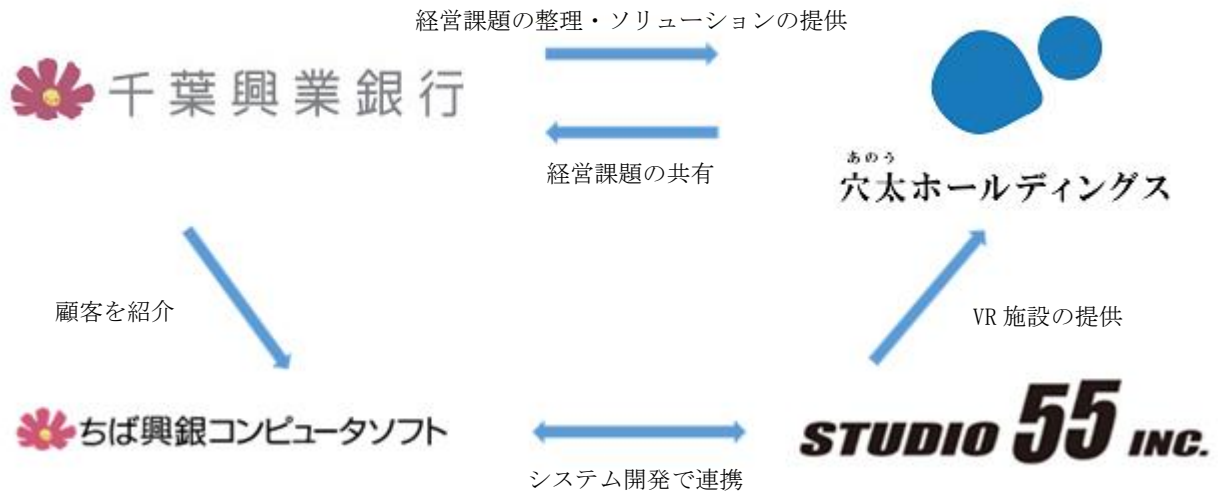 経営課題の整理・ソリューションの提供
千葉興業銀行
経営課題の共有
あのう
穴太ホールディングス
顧客を紹介
VR 施設の提供
ちば興銀コンピュータソフト
STUDIO 55 INC.
システム開発で連携